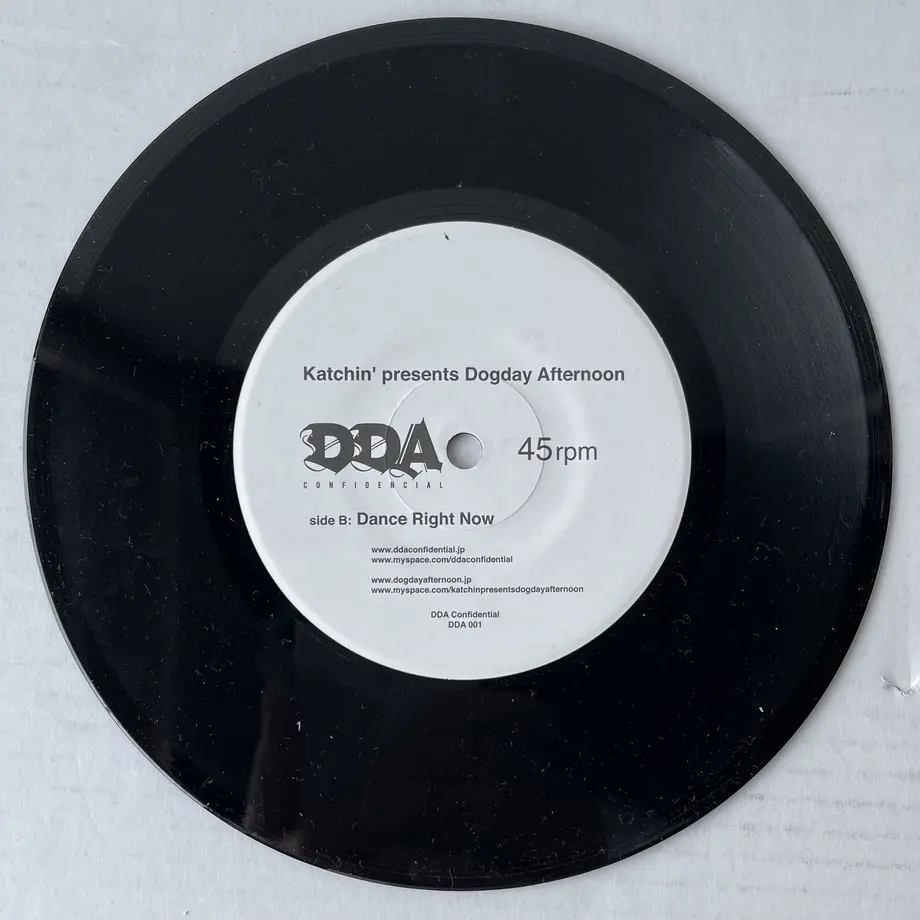 Katchin' presents Dogday Afternoon
DDA
CONFIDENCIAL
45rpm
side B: Dance Right Now
www.ddaconfidential.jp
www.myspace.com/ddaconfidential
www.dogdayafternoon.jp
www.myspace.com/katchinpresentsdogdayafternoon
DDA Confidential
DDA 001